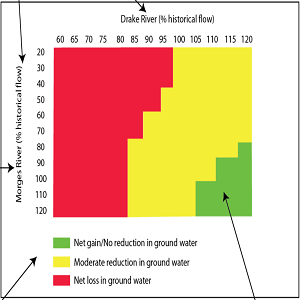 Drake River (% historical flow)
60 65 70 75 80 85 90 95 100 105 110 115 120
Morges River (% historical flow)
20
30
40
50
60
70
80
90
100
110
120
Net gain/No reduction in ground water
Moderate reduction in ground water
Net loss in ground water